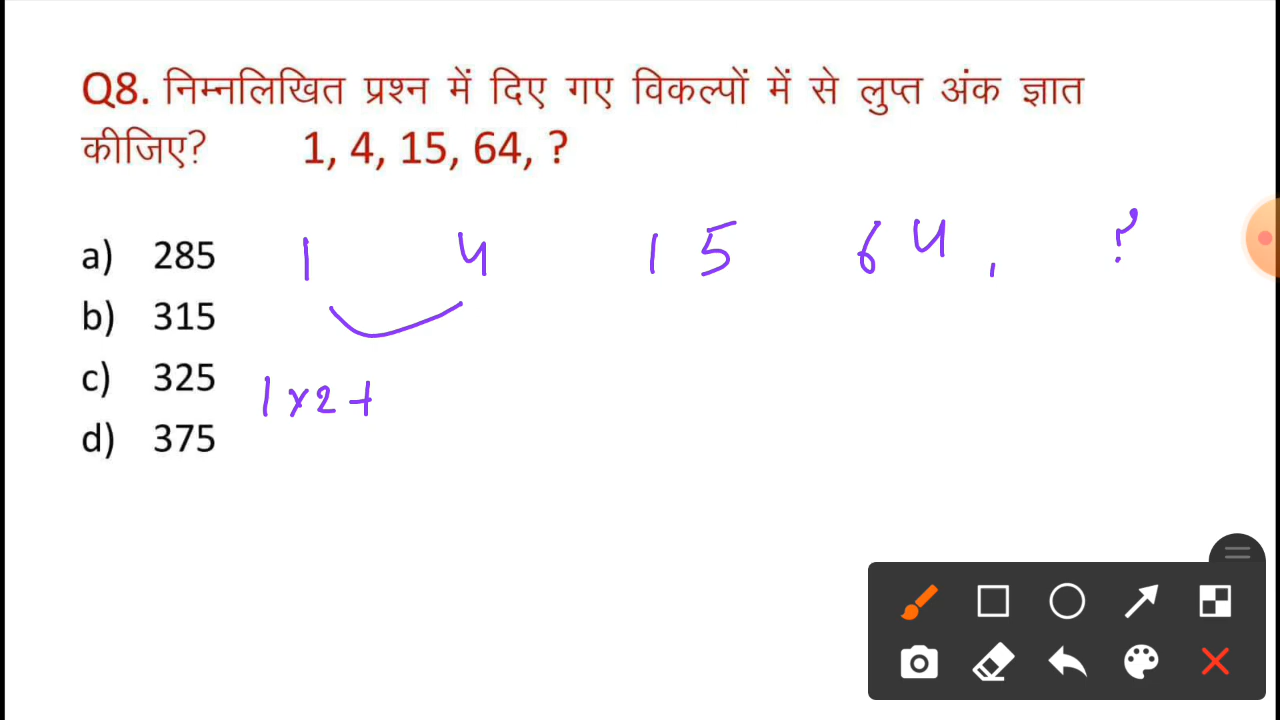 Q8. निम्नलिखित प्रश्न में दिए गए विकल्पों में से लुप्त अंक ज्ञात
कीजिए? 1, 4, 15, 64, ?
1 4 15 64, ?
a) 285
b) 315
c) 325
d) 375
1×2+